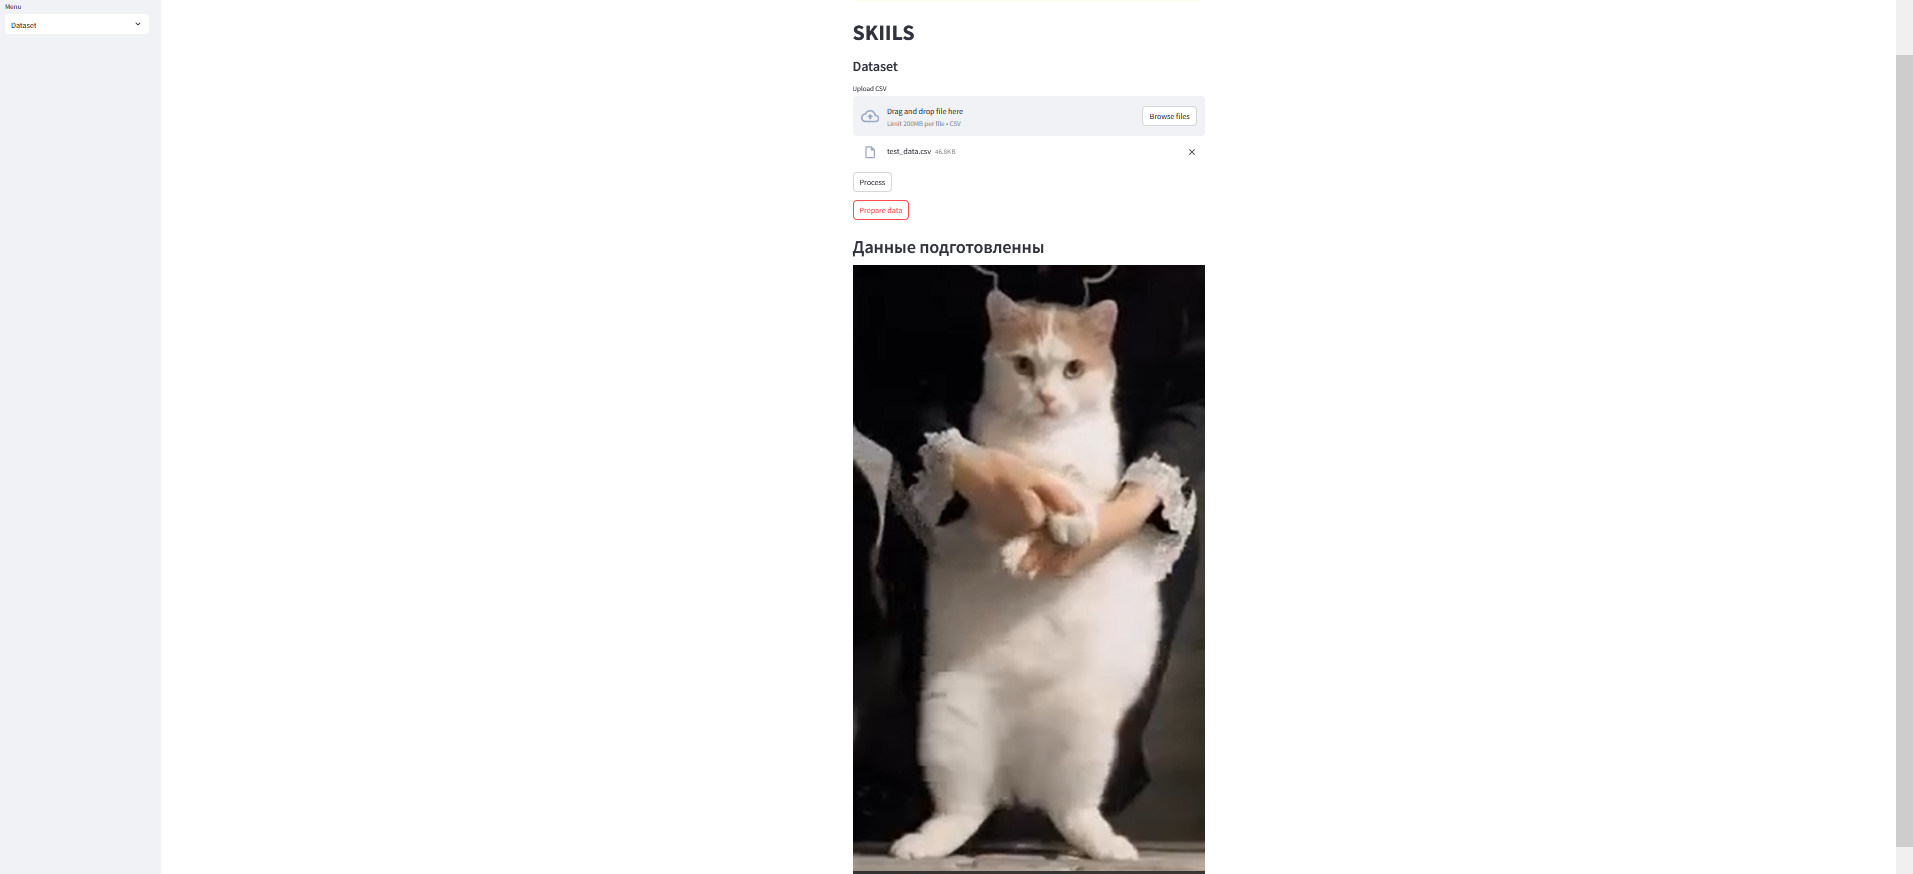 Menu
Dataset
SKIILS
Dataset
Upload CSV
Drag and drop file here
Limit 200MB per file • CSV
Browse files
test_data.csv 46.8KB
Process
Prepare data
Данные подготовленны